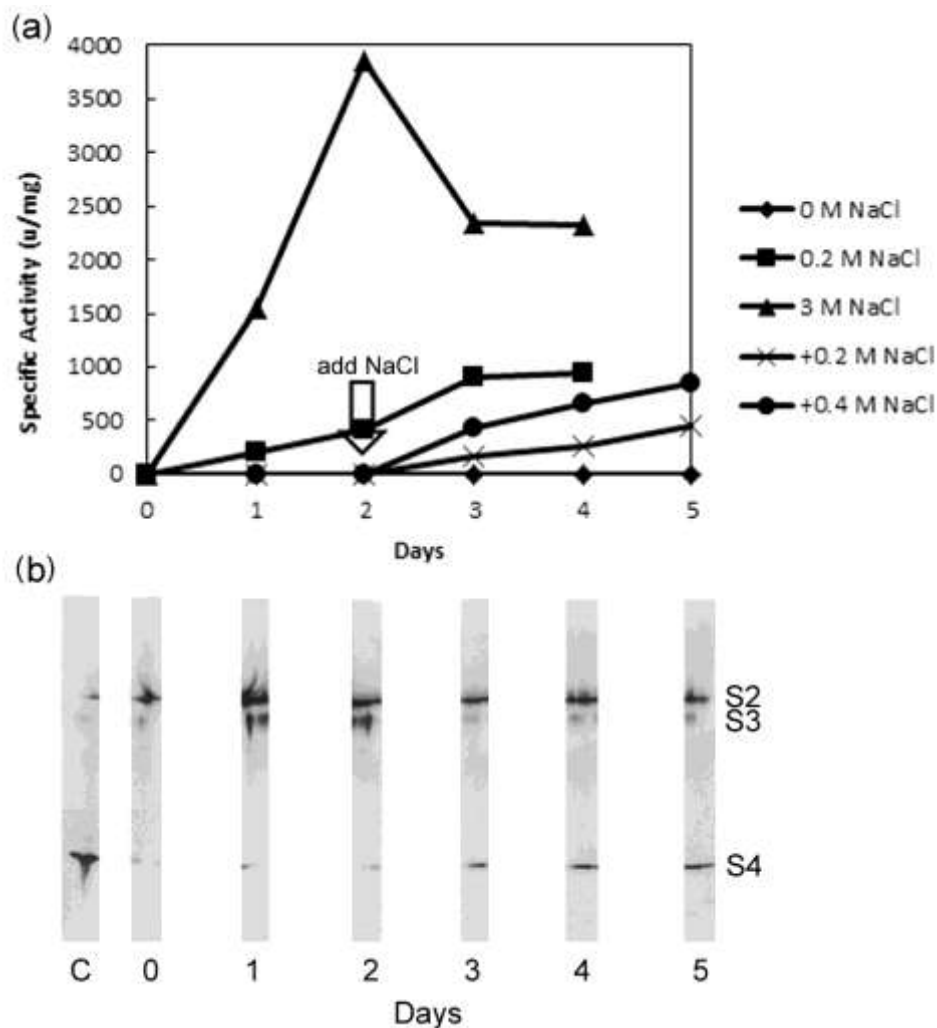 (a)
4000
3500
3000
2500
2000
1500
1000
500
0
Specific Activity (u/mg)
add NaCl
0 1 2 3 4 5
Days
0 M NaCl
0.2 M NaCl
3 M NaCl
+0.2 M NaCl
+0.4 M NaCl
(b)
S2
S3
S4
C 0 1 2 3 4 5
Days